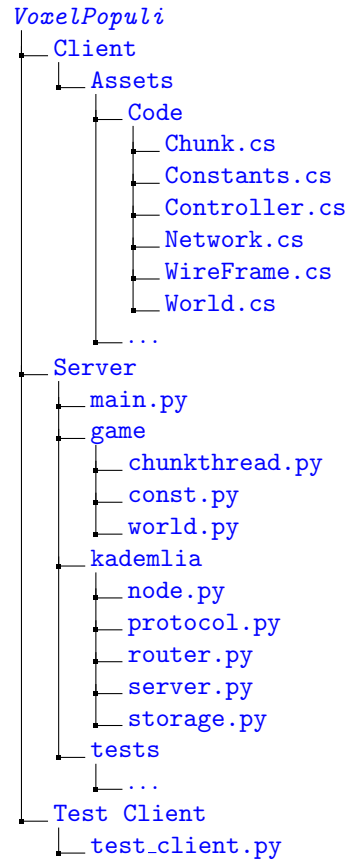 VoxelPopuli
Client
Assets
Code
Chunk.cs
Constants.cs
Controller.cs
Network.cs
WireFrame.cs
World.cs
...
Server
main.py
game
chunkthread.py
const.py
world.py
kademlia
node.py
protocol.py
router.py
server.py
storage.py
tests
...
Test Client
test_client.py